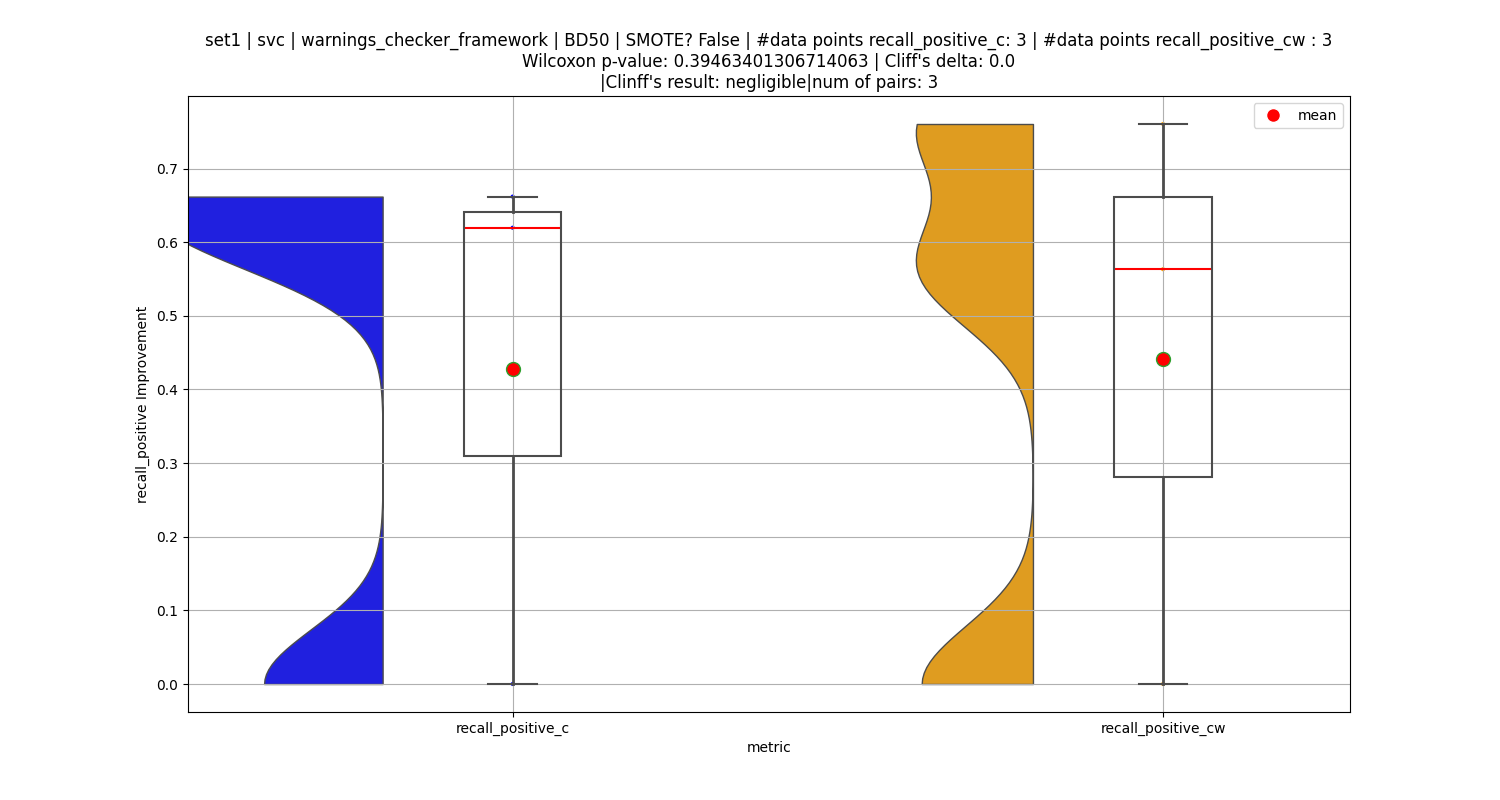 set1 | svc | warnings_checker_framework | BD50 | SMOTE? False | #data points recall_positive_c: 3 | #data points recall_positive_cw : 3
Wilcoxon p-value: 0.39463401306714063 | Cliff's delta: 0.0
|Clinff's result: negligible|num of pairs: 3
mean
0.7
0.6
0.5
0.4
0.3
0.2
0.1
0.0
recall_positive Improvement
recall_positive_c
recall_positive_cw
metric